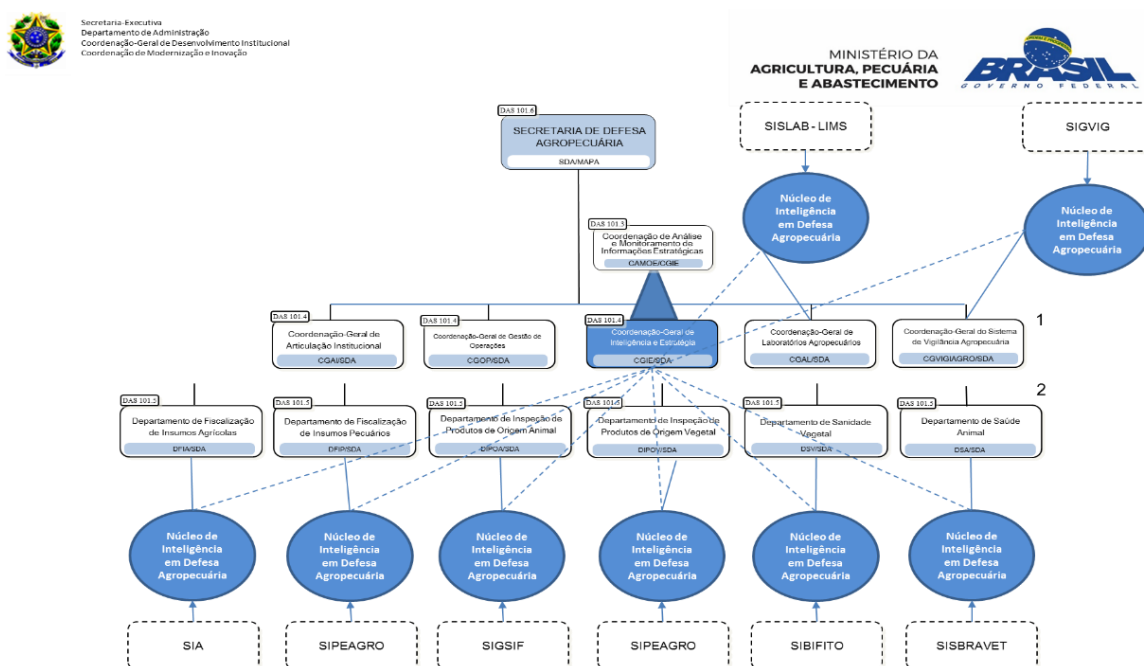 Secretaria-Executiva
Departamento de Administração
Coordenação-Geral de Desenvolvimento Institucional
Coordenação de Modernização e Inovação
MINISTÉRIO DA
AGRICULTURA, PECUÁRIA
E ABASTECIMENTO
BRASIL
GOVERNO FEDERAL
DAS 101.6
SECRETARIA DE DEFESA
AGROPECUÁRIA
SDA/MAPA
SISLAB - LIMS
SIGVIG
Núcleo de
Inteligência
em Defesa
Agropecuária
Núcleo de
Inteligência
em Defesa
Agropecuária
DAS 101.3
Coordenação de Análise
e Monitoramento de
Informações Estratégicas
CAMOE/CGIE
DAS 101.4
Coordenação-Geral de
Articulação Institucional
CGAI/SDA
DAS 101.4
Coordenação-Geral de Gestão de
Operações
CGOP/SDA
DAS 101.4
Coordenação-Geral de
Inteligência e Estratégia
CGIE/SDA
DAS 101.4
Coordenação-Geral de
Laboratórios Agropecuários
CGAL/SDA
DAS 101.4
Coordenação-Geral do Sistema
de Vigilância Agropecuária
CGVIGIAGRO/SDA
1
2
DAS 101.5
Departamento de Fiscalização
de Insumos Agrícolas
DFIA/SDA
DAS 101.5
Departamento de Fiscalização
de Insumos Pecuários
DFIP/SDA
DAS 101.5
Departamento de Inspeção de
Produtos de Origem Animal
DIPOA/SDA
DAS 101.5
Departamento de Inspeção de
Produtos de Origem Vegetal
DIPOV/SDA
DAS 101.5
Departamento de Sanidade
Vegetal
DSV/SDA
DAS 101.5
Departamento de Saúde
Animal
DSA/SDA
Núcleo de
Inteligência
em Defesa
Agropecuária
Núcleo de
Inteligência
em Defesa
Agropecuária
Núcleo de
Inteligência
em Defesa
Agropecuária
Núcleo de
Inteligência
em Defesa
Agropecuária
Núcleo de
Inteligência
em Defesa
Agropecuária
Núcleo de
Inteligência
em Defesa
Agropecuária
SIA
SIPEAGRO
SIGSIF
SIPEAGRO
SIBIFITO
SISBRAVET